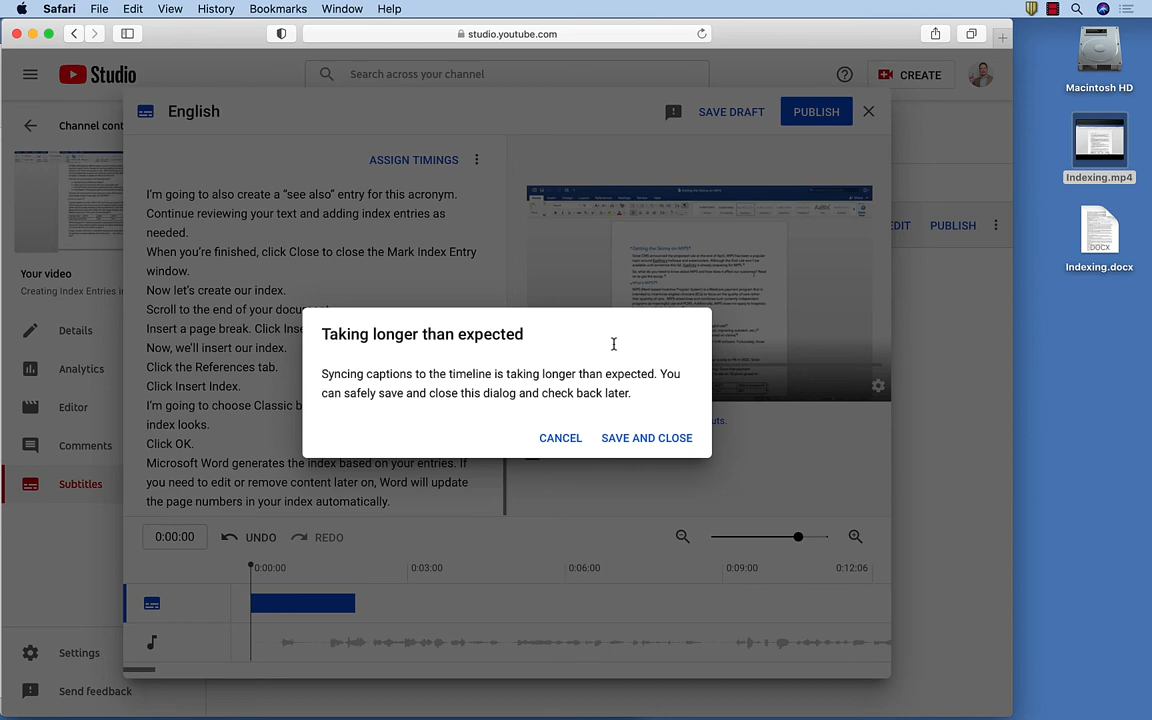 Safari File Edit View History Bookmarks Window Help
studio.youtube.com
Studio
Search across your channel
CREATE
Macintosh HD
Indexing.mp4
Indexing.docx
Channel cont
Your video
Creating Index Entries in
Details
Analytics
Editor
Comments
Subtitles
Settings
Send feedback
English
SAVE DRAFT
PUBLISH
ASSIGN TIMINGS
I'm going to also create a “see also” entry for this acronym.
Continue reviewing your text and adding index entries as
needed.
When you're finished, click Close to close the Mark Index Entry
window.
Now let's create our index.
Scroll to the end of your docu
Insert a page break. Click Inse
Now, we'll insert our index.
Click the References tab.
Click Insert Index.
I'm going to choose Classic b
index looks.
Click OK.
Microsoft Word generates the index based on your entries. If
you need to edit or remove content later on, Word will update
the page numbers in your index automatically.
EDIT PUBLISH
Getting the Skinny on MIPS
uts.
Taking longer than expected
Syncing captions to the timeline is taking longer than expected. You
can safely save and close this dialog and check back later.
CANCEL SAVE AND CLOSE
0:00:00 UNDO REDO
0:00:00 0:03:00 0:06:00 0:09:00 0:12:06